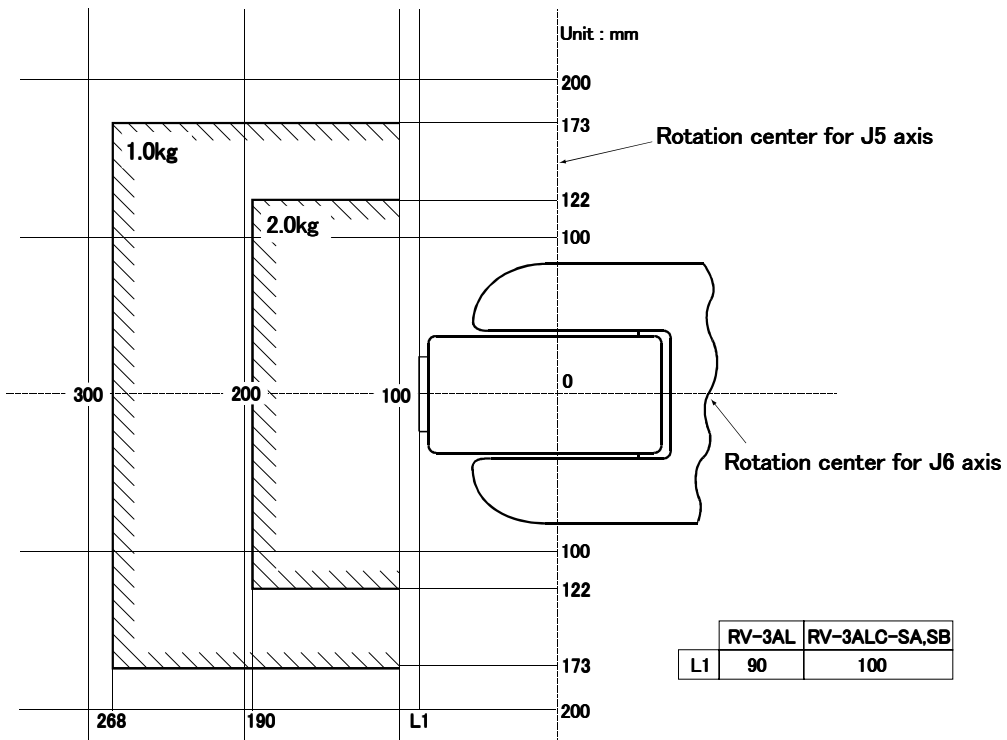 Unit : mm
200
173
Rotation center for J5 axis
1.0kg
122
2.0kg
100
0
300
200
100
Rotation center for J6 axis
100
122
RV-3AL RV-3ALC-SA,SB
L1 90 100
173
200
268
190
L1